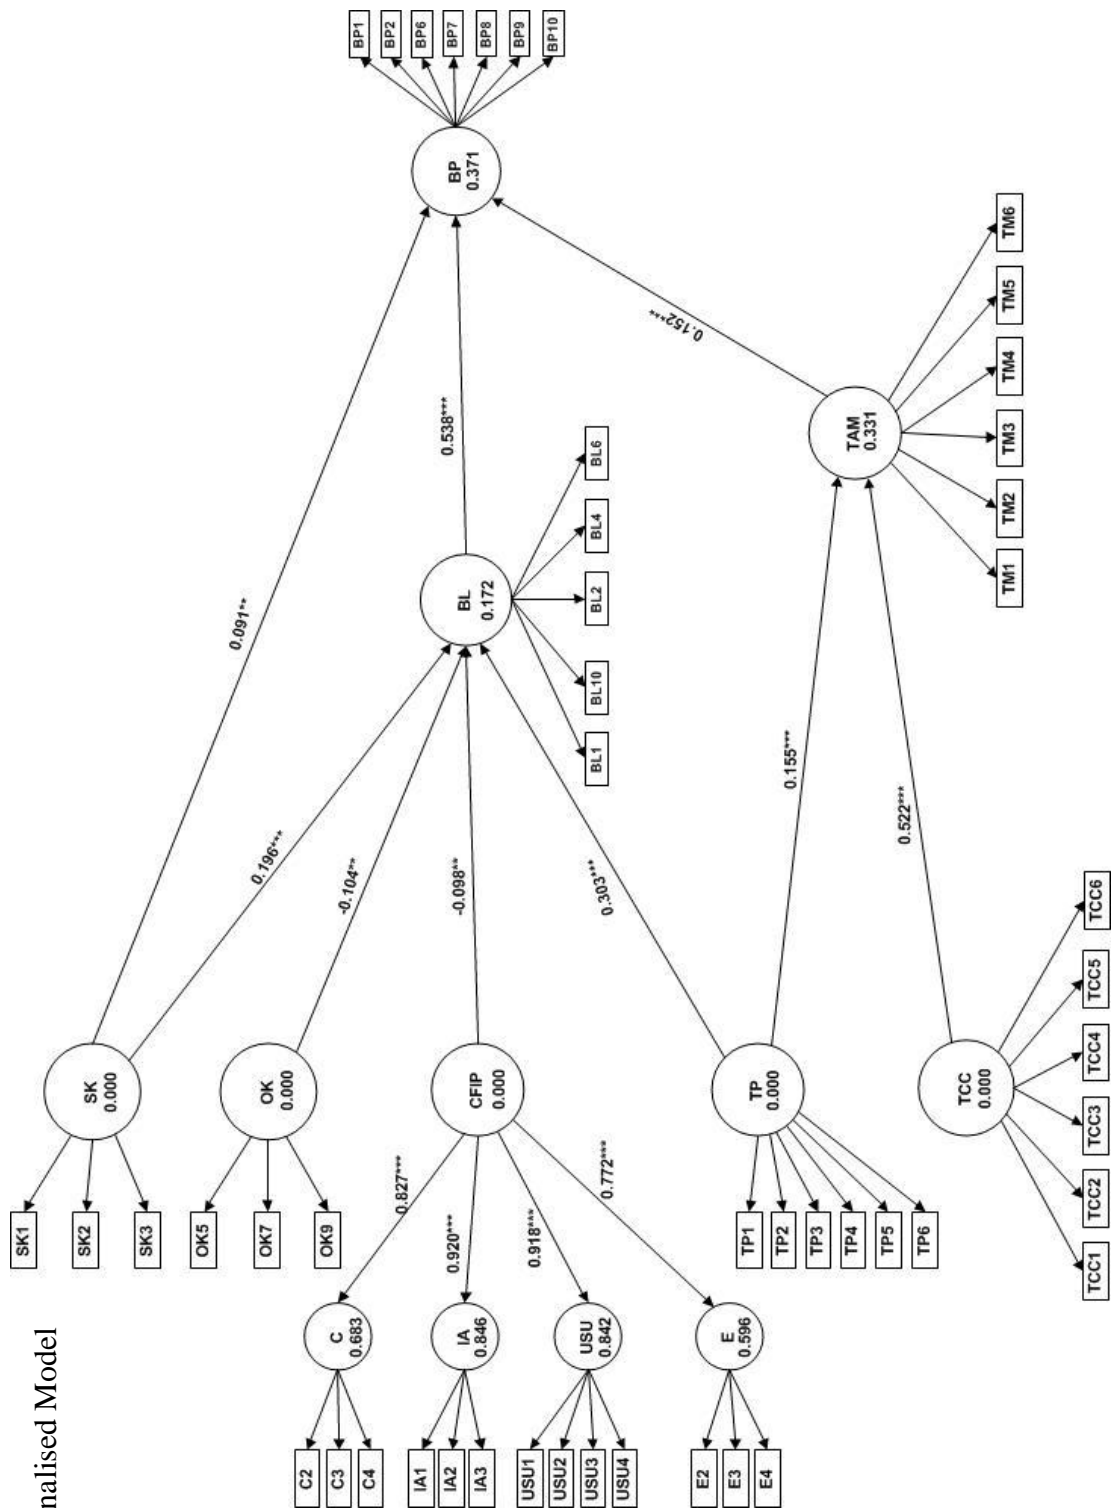 nalised Model
SK1
SK2
SK3
OK5
OK7
OK9
C2
C3
C4
IA1
IA2
IA3
USU1
USU2
USU3
USU4
E2
E3
E4
C
0.683
IA
0.846
USU
0.842
E
0.596
0.827***
0.920***
0.918***
0.772***
SK
0.000
OK
0.000
CFIP
0.000
TP
0.000
TCC
0.000
TP1
TP2
TP3
TP4
TP5
TP6
TCC1
TCC2
TCC3
TCC4
TCC5
TCC6
0.091**
0.196***
-0.104**
-0.098**
0.303***
0.155***
0.522***
BL
0.172
BL1
BL10
BL2
BL4
BL6
0.538***
0.152***
TAM
0.331
TM1
TM2
TM3
TM4
TM5
TM6
BP
0.371
BP1
BP2
BP6
BP7
BP8
BP9
BP10